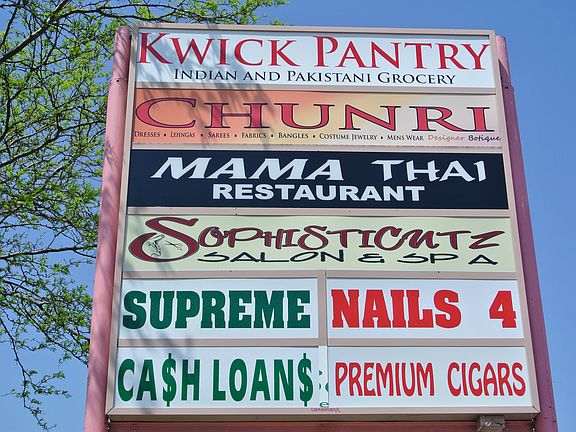 KWICK PANTRY
INDIAN AND PAKISTANI GROCERY
CHUNRI
DRESSES • LEHNGAS • SAREES • FABRICS • BANGLES • COSTUME JEWELRY • MENS WEAR Designer Botique
MAMA THAI
RESTAURANT
SOPHISTICUTZ
SALON & SPA
SUPREME
NAILS 4
CA$H LOAN$
PREMIUM CIGARS
LANDMARK